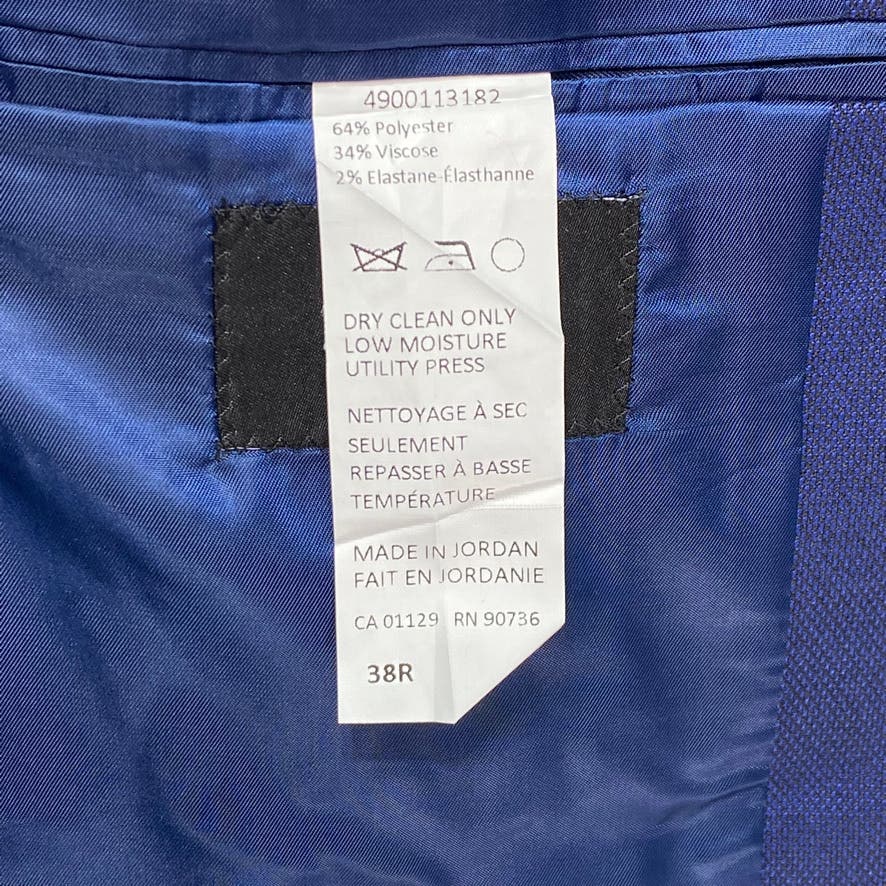 4900113182
64% Polyester
34% Viscose
2% Elastane-Élasthanne
DRY CLEAN ONLY
LOW MOISTURE
UTILITY PRESS
NETTOYAGE À SEC
SEULEMENT
REPASSER À BASSE
TEMPÉRATURE
MADE IN JORDAN
FAIT EN JORDANIE
CA 01129 RN 90736
38R